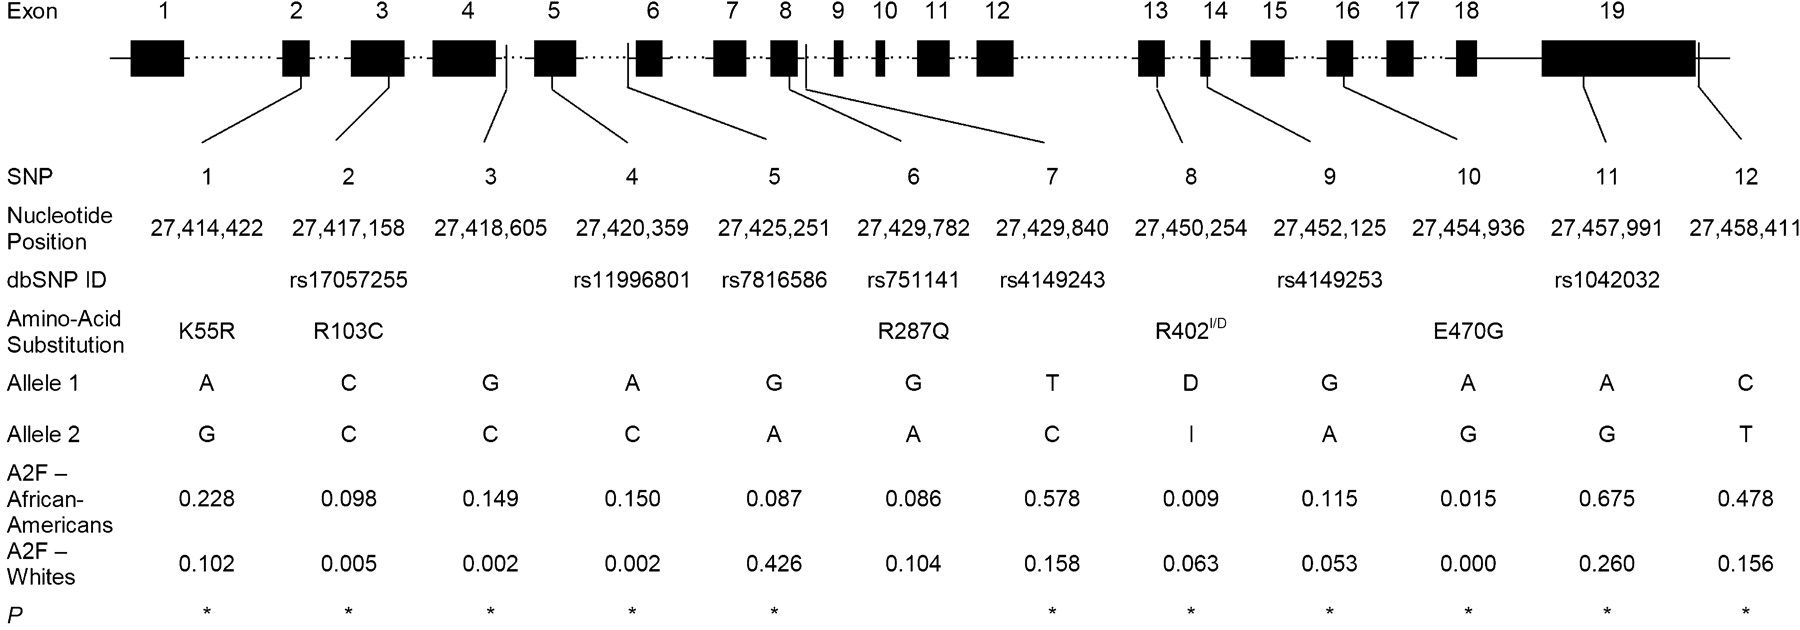 Exon 1 2 3 4 5 6 7 8 9 10 11 12 13 14 15 16 17 18 19
SNP 1 2 3 4 5 6 7 8 9 10 11 12
Nucleotide
Position 27,414,422 27,417,158 27,418,605 27,420,359 27,425,251 27,429,782 27,429,840 27,450,254 27,452,125 27,454,936 27,457,991 27,458,411
dbSNP ID rs17057255 rs11996801 rs7816586 rs751141 rs4149243 rs4149253 rs1042032
Amino-Acid
Substitution K55R R103C R287Q R402^I/D E470G
Allele 1 A C G A G G T D G A A C
Allele 2 G C C C A A C I A G G T
A2F –
African-
Americans 0.228 0.098 0.149 0.150 0.087 0.086 0.578 0.009 0.115 0.015 0.675 0.478
A2F –
Whites 0.102 0.005 0.002 0.002 0.426 0.104 0.158 0.063 0.053 0.000 0.260 0.156
P * * * * * * * * * * *